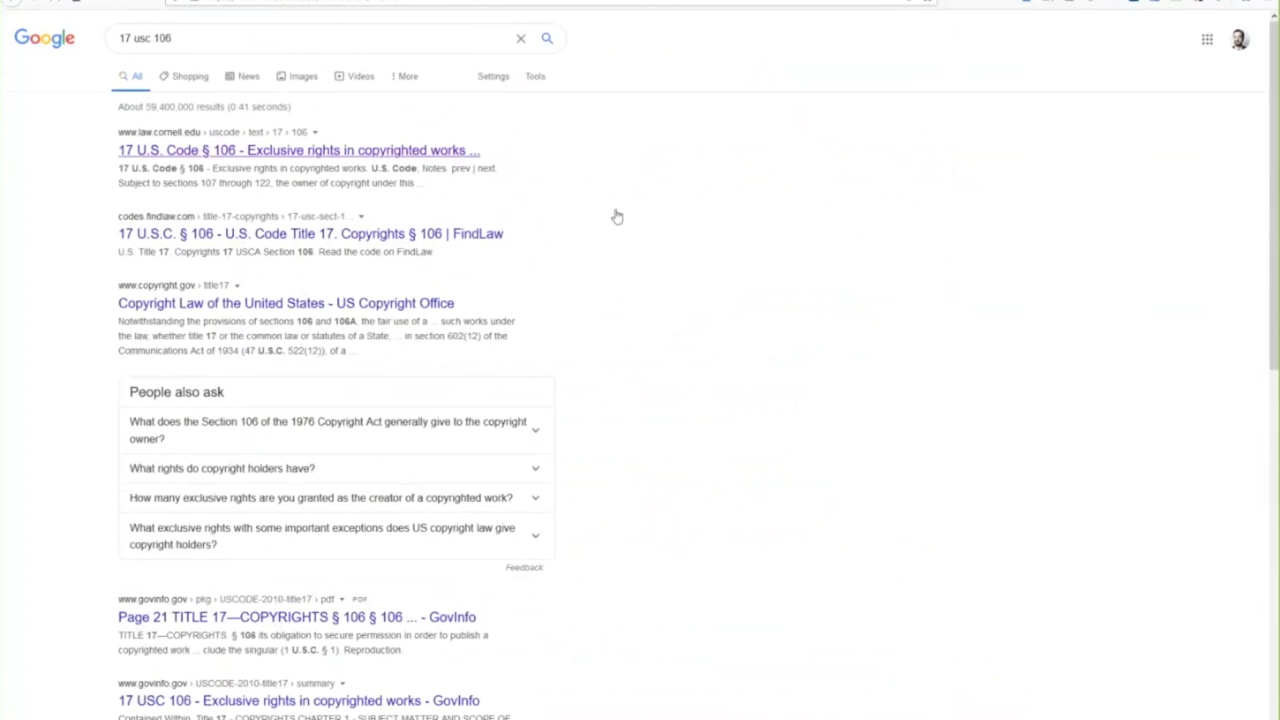 Google
17 usc 106
All Shopping News Images Videos More Settings Tools
About 59,400,000 results (0.41 seconds)
www.law.cornell.edu › uscode › text › 17 › 106
17 U.S. Code § 106 - Exclusive rights in copyrighted works ...
17 U.S. Code § 106 - Exclusive rights in copyrighted works. U.S. Code; Notes. prev | next.
Subject to sections 107 through 122, the owner of copyright under this ...
codes.findlaw.com › title-17-copyrights › 17-usc-sect-1...
17 U.S.C. § 106 - U.S. Code Title 17. Copyrights § 106 | FindLaw
U.S. Title 17. Copyrights 17 USCA Section 106. Read the code on FindLaw
www.copyright.gov › title17
Copyright Law of the United States - US Copyright Office
Notwithstanding the provisions of sections 106 and 106A, the fair use of a ... such works under
the law, whether title 17 or the common law or statutes of a State, ... in section 602(12) of the
Communications Act of 1934 (47 U.S.C. 522(12)), of a ...
People also ask
What does the Section 106 of the 1976 Copyright Act generally give to the copyright
owner?
What rights do copyright holders have?
How many exclusive rights are you granted as the creator of a copyrighted work?
What exclusive rights with some important exceptions does US copyright law give
copyright holders?
Feedback
www.govinfo.gov › pkg › USCODE-2010-title17 › pdf PDF
Page 21 TITLE 17—COPYRIGHTS § 106 § 106 ... - GovInfo
TITLE 17—COPYRIGHTS. § 106 its obligation to secure permission in order to publish a
copyrighted work ... clude the singular (1 U.S.C. § 1). Reproduction.
www.govinfo.gov › USCODE-2010-title17 › summary
17 USC 106 - Exclusive rights in copyrighted works - GovInfo
Contained Within. Title 17 - COPYRIGHTS CHAPTER 1 - SUBJECT MATTER AND SCOPE OF